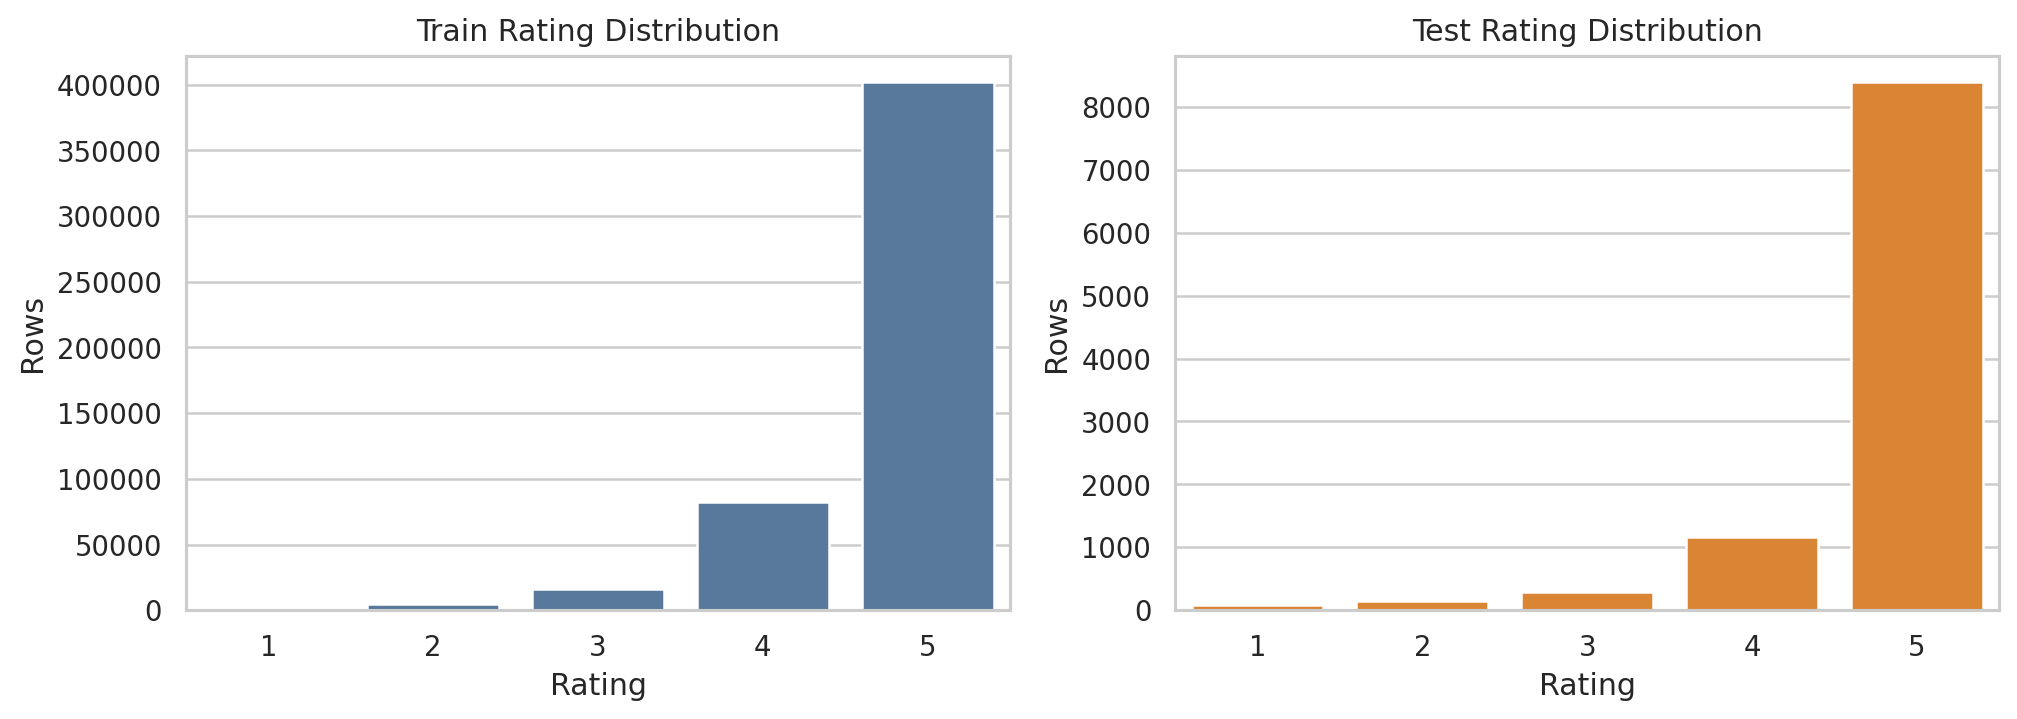 Train Rating Distribution
400000
350000
300000
250000
200000
150000
100000
50000
0
Rows
1 2 3 4 5
Rating
Test Rating Distribution
8000
7000
6000
5000
4000
3000
2000
1000
0
Rows
1 2 3 4 5
Rating